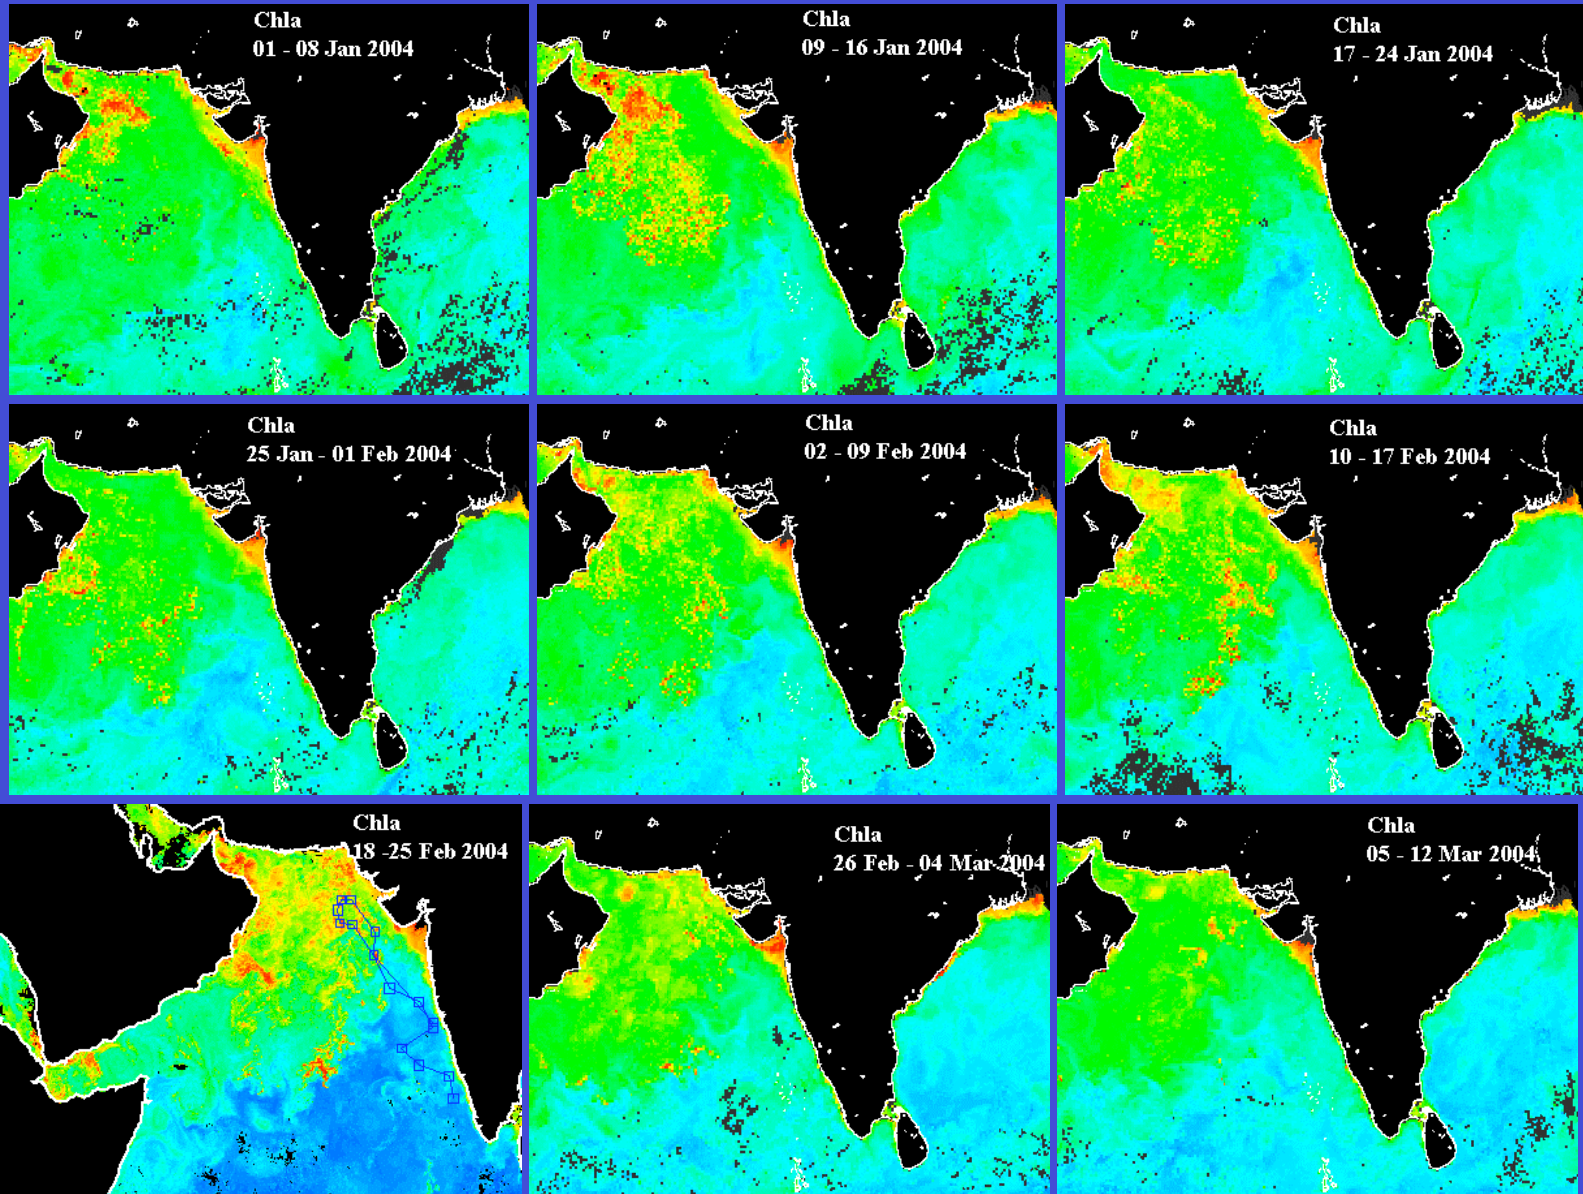 Chla
01 - 08 Jan 2004
Chla
09 - 16 Jan 2004
Chla
17 - 24 Jan 2004
Chla
25 Jan - 01 Feb 2004
Chla
02 - 09 Feb 2004
Chla
10 - 17 Feb 2004
Chla
18 -25 Feb 2004
Chla
26 Feb - 04 Mar-2004
Chla
05 - 12 Mar 2004